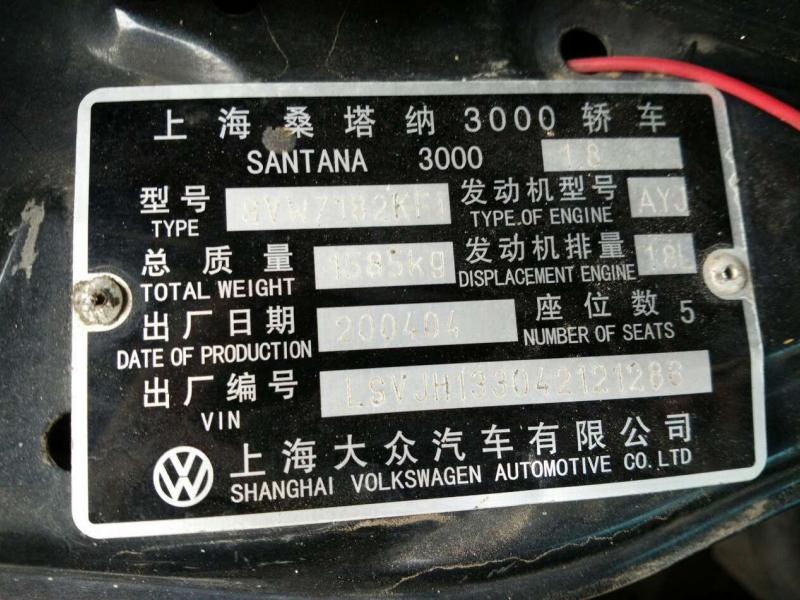 上海桑塔纳3000轿车
SANTANA 3000 1.8
型号 SVW7182KFI 发动机型号 AYJ
TYPE TYPE.OF ENGINE
总质量 1585kg 发动机排量 1.8L
TOTAL WEIGHT DISPLACEMENT ENGINE
出厂日期 200404 座位数 5
DATE OF PRODUCTION NUMBER OF SEATS
出厂编号 LSVJH133042121286
VIN
上海大众汽车有限公司
SHANGHAI VOLKSWAGEN AUTOMOTIVE CO.LTD